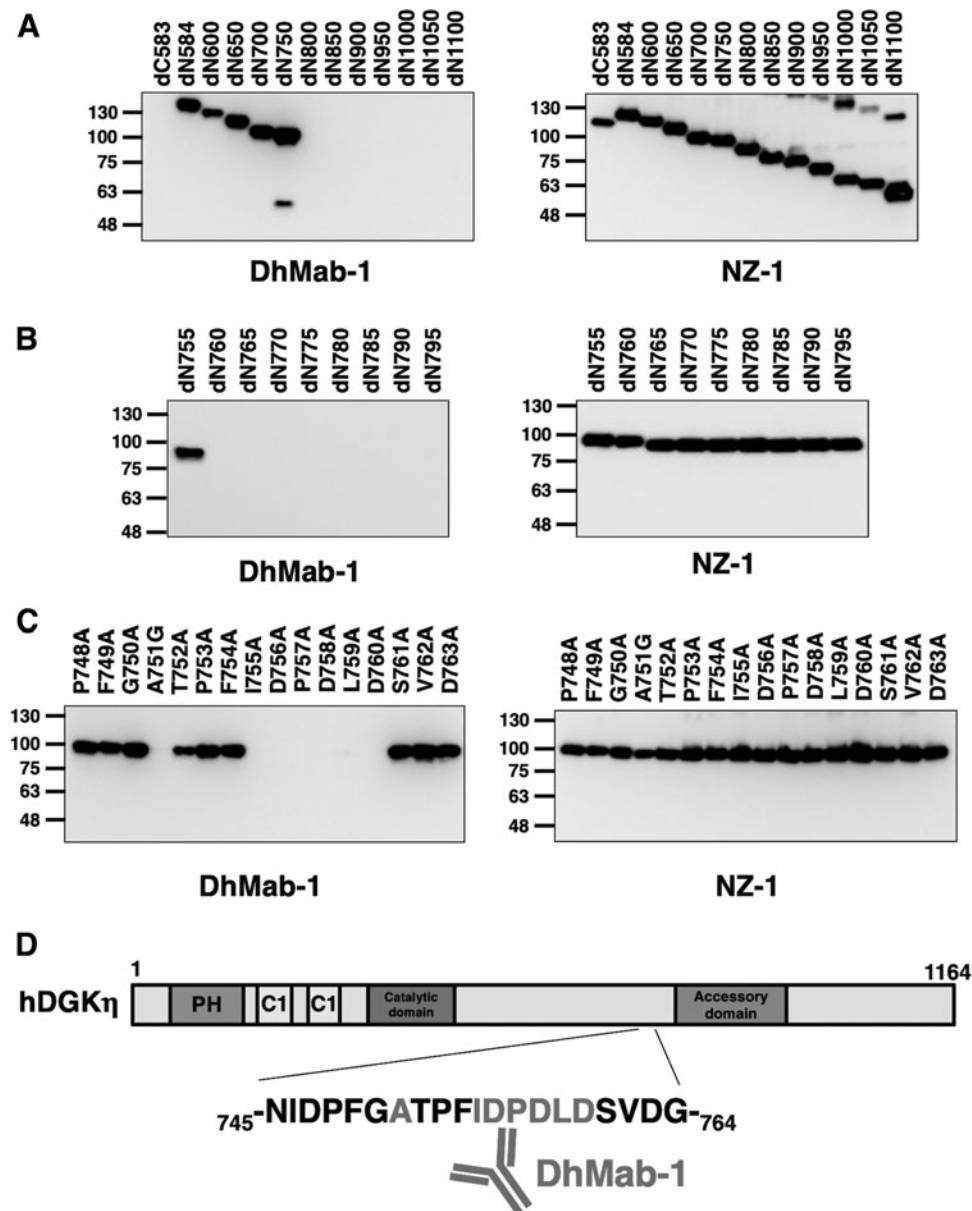 A
dC583 dN584 dN600 dN650 dN700 dN750 dN800 dN850 dN900 dN950 dN1000 dN1050 dN1100
130
100
75
63
48
DhMab-1
dC583 dN584 dN600 dN650 dN700 dN750 dN800 dN850 dN900 dN950 dN1000 dN1050 dN1100
130
100
75
63
48
NZ-1
B
dN755 dN760 dN765 dN770 dN775 dN780 dN785 dN790 dN795
130
100
75
63
48
DhMab-1
dN755 dN760 dN765 dN770 dN775 dN780 dN785 dN790 dN795
130
100
75
63
48
NZ-1
C
P748A F749A G750A A751G T752A P753A F754A I755A D756A P757A D758A L759A D760A S761A V762A D763A
130
100
75
63
48
DhMab-1
P748A F749A G750A A751G T752A P753A F754A I755A D756A P757A D758A L759A D760A S761A V762A D763A
130
100
75
63
48
NZ-1
D
1 1164
hDGKη PH C1 C1 Catalytic domain Accessory domain
745-NIDPFGATPFIDPDLDSVDG-764
DhMab-1